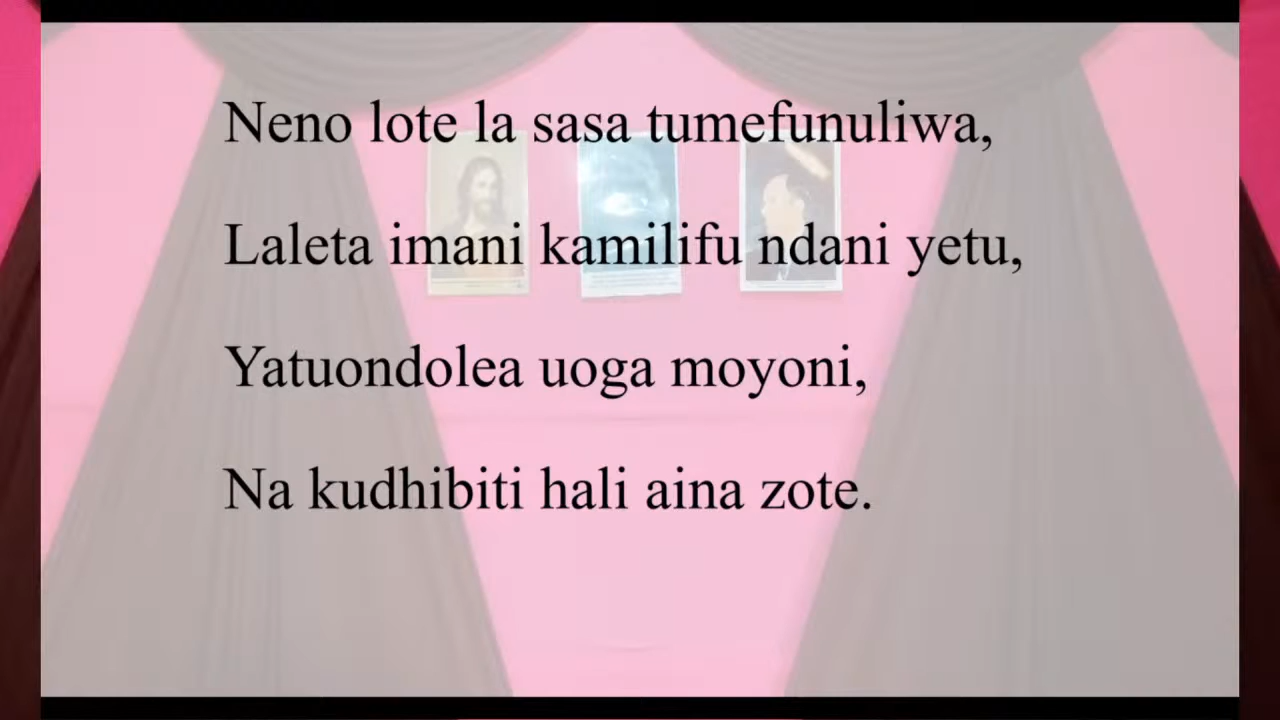 Neno lote la sasa tumefunuliwa,
Laleta imani kamilifu ndani yetu,
Yatuondolea uoga moyoni,
Na kudhibiti hali aina zote.